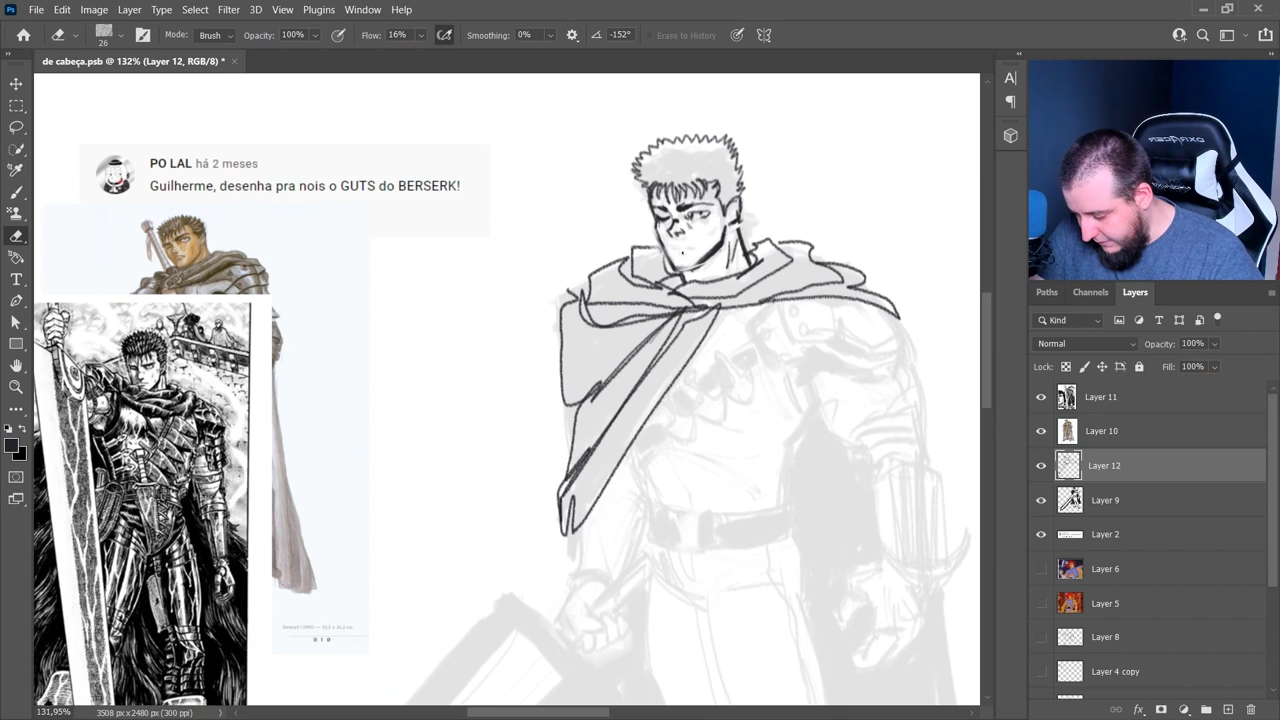 File Edit Image Layer Type Select Filter 3D View Plugins Window Help
26 Mode: Brush Opacity: 100% Flow: 16% Smoothing: 0% -152° Erase to History
de cabeça.psb @ 132% (Layer 12, RGB/8) *
PO LAL há 2 meses
Guilherme, desenha pra nois o GUTS do BERSERK!
0 1 0
131,95% 3508 px x 2480 px (300 ppi)
Paths Channels Layers
Kind
Normal Opacity: 100%
Lock: Fill: 100%
Layer 11
Layer 10
Layer 12
Layer 9
Layer 2
Layer 6
Layer 5
Layer 8
Layer 4 copy